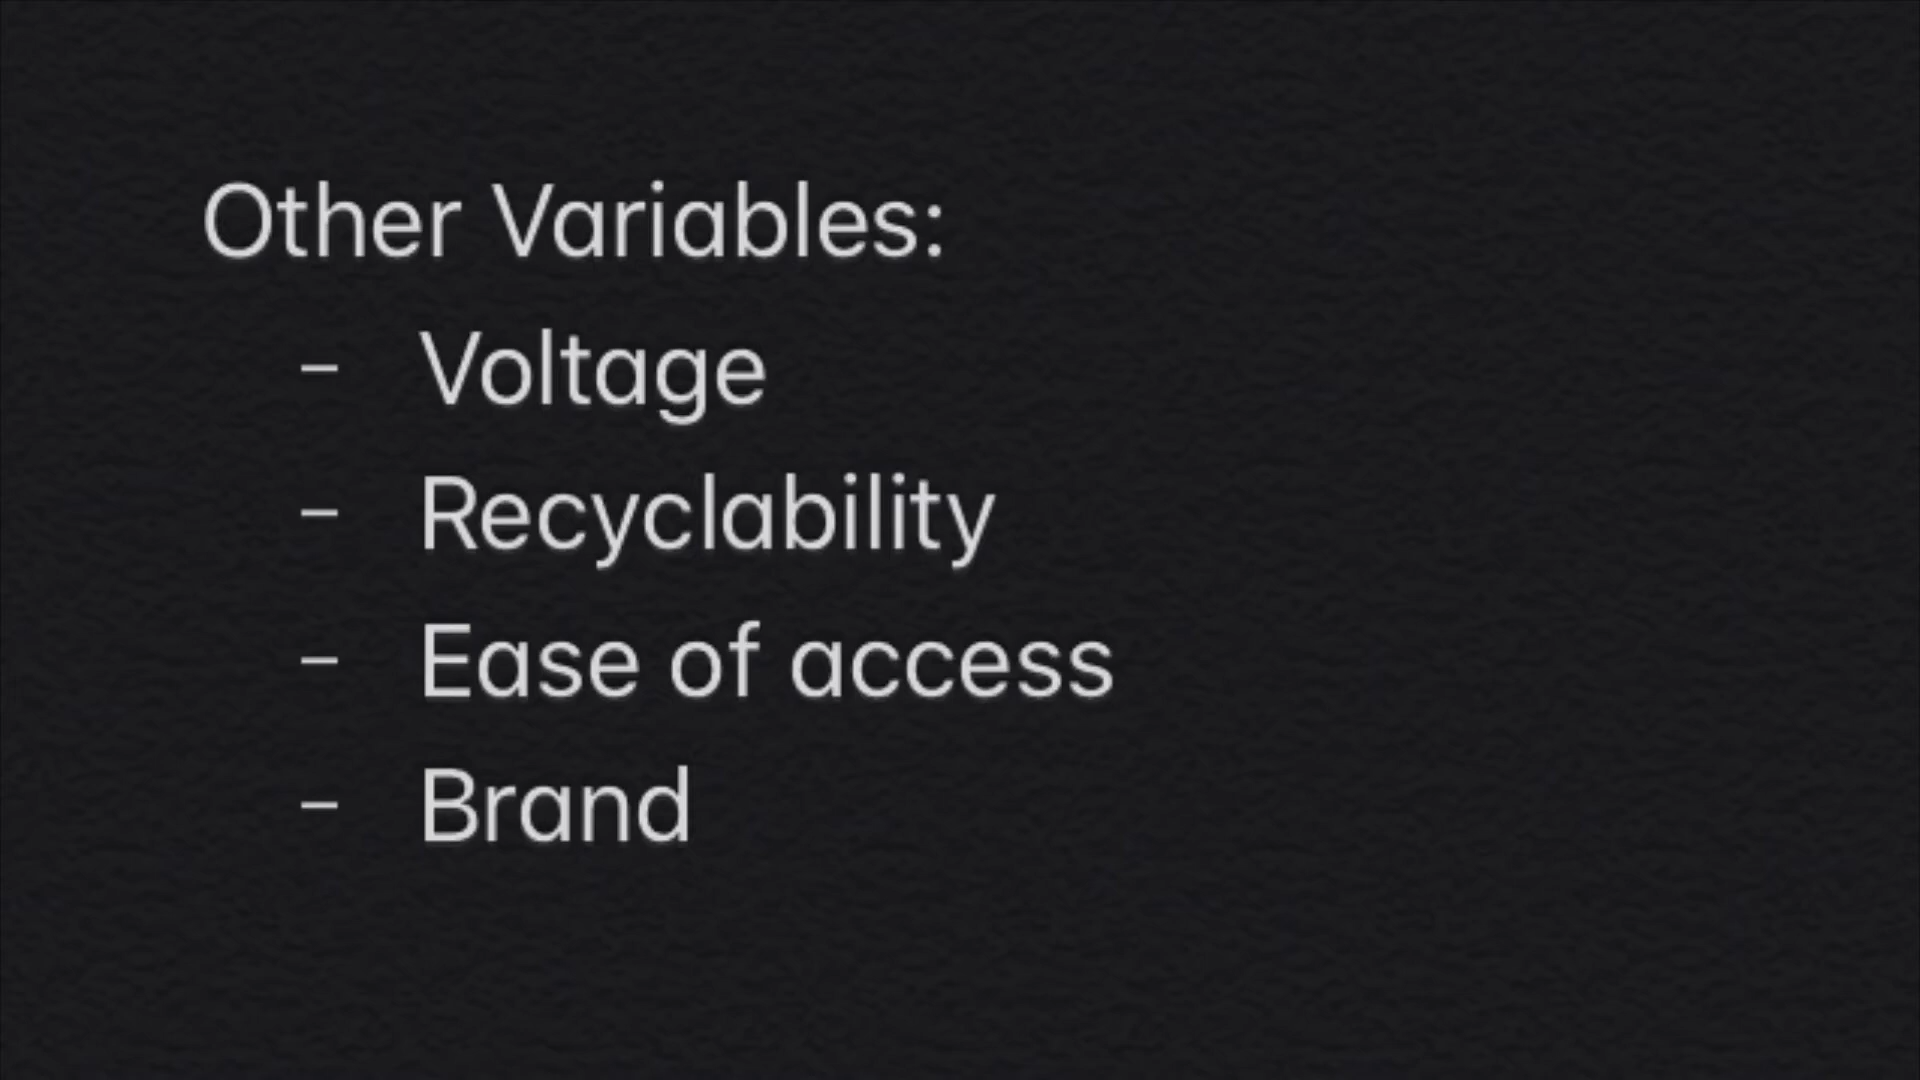 Other Variables:
- Voltage
- Recyclability
- Ease of access
- Brand